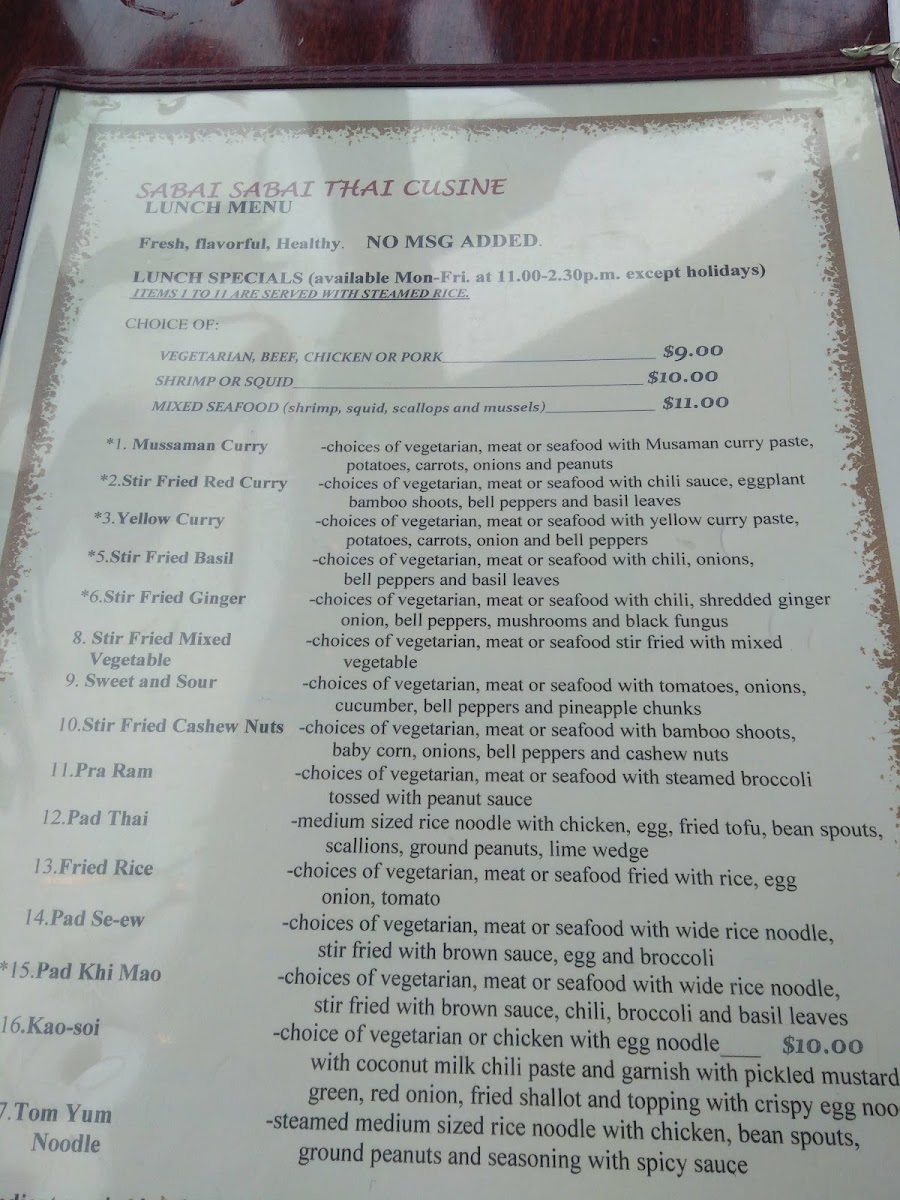 SABAI SABAI THAI CUSINE
LUNCH MENU
Fresh, flavorful, Healthy. NO MSG ADDED.
LUNCH SPECIALS (available Mon-Fri. at 11.00-2.30p.m. except holidays)
ITEMS 1 TO 11 ARE SERVED WITH STEAMED RICE.
CHOICE OF:
VEGETARIAN, BEEF, CHICKEN OR PORK $9.00
SHRIMP OR SQUID $10.00
MIXED SEAFOOD (shrimp, squid, scallops and mussels) $11.00
*1. Mussaman Curry -choices of vegetarian, meat or seafood with Musaman curry paste,
potatoes, carrots, onions and peanuts
*2.Stir Fried Red Curry -choices of vegetarian, meat or seafood with chili sauce, eggplant
bamboo shoots, bell peppers and basil leaves
*3.Yellow Curry -choices of vegetarian, meat or seafood with yellow curry paste,
potatoes, carrots, onion and bell peppers
*5.Stir Fried Basil -choices of vegetarian, meat or seafood with chili, onions,
bell peppers and basil leaves
*6.Stir Fried Ginger -choices of vegetarian, meat or seafood with chili, shredded ginger
onion, bell peppers, mushrooms and black fungus
8. Stir Fried Mixed -choices of vegetarian, meat or seafood stir fried with mixed
Vegetable vegetable
9. Sweet and Sour -choices of vegetarian, meat or seafood with tomatoes, onions,
cucumber, bell peppers and pineapple chunks
10.Stir Fried Cashew Nuts -choices of vegetarian, meat or seafood with bamboo shoots,
baby corn, onions, bell peppers and cashew nuts
11.Pra Ram -choices of vegetarian, meat or seafood with steamed broccoli
tossed with peanut sauce
12.Pad Thai -medium sized rice noodle with chicken, egg, fried tofu, bean spouts,
scallions, ground peanuts, lime wedge
13.Fried Rice -choices of vegetarian, meat or seafood fried with rice, egg
onion, tomato
14.Pad Se-ew -choices of vegetarian, meat or seafood with wide rice noodle,
stir fried with brown sauce, egg and broccoli
*15.Pad Khi Mao -choices of vegetarian, meat or seafood with wide rice noodle,
stir fried with brown sauce, chili, broccoli and basil leaves
16.Kao-soi -choice of vegetarian or chicken with egg noodle $10.00
with coconut milk chili paste and garnish with pickled mustard
green, red onion, fried shallot and topping with crispy egg noo
7.Tom Yum -steamed medium sized rice noodle with chicken, bean spouts,
Noodle ground peanuts and seasoning with spicy sauce